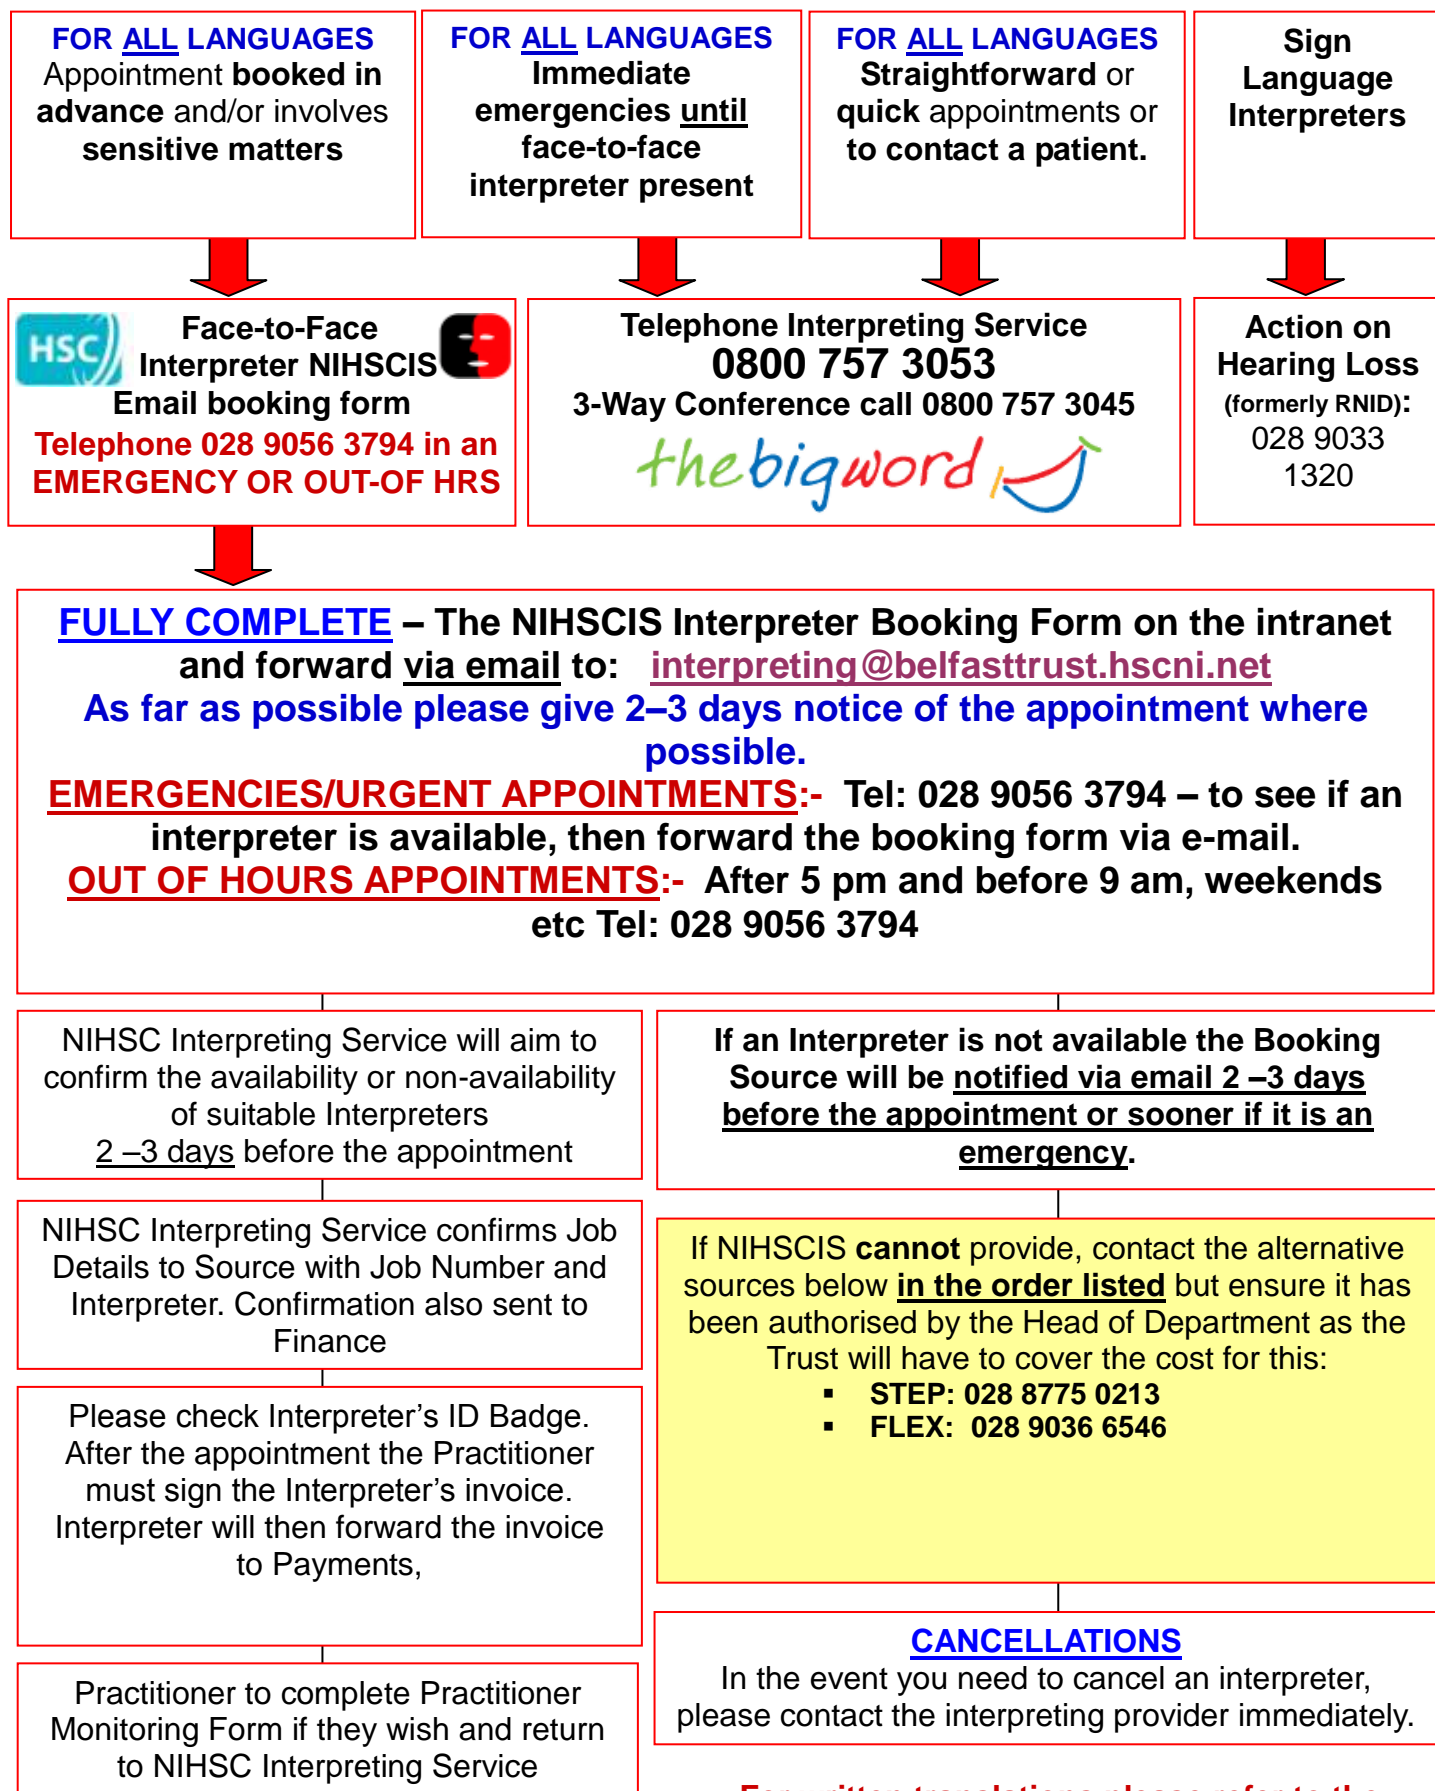 FOR ALL LANGUAGES
Appointment booked in
advance and/or involves
sensitive matters
FOR ALL LANGUAGES
Immediate
emergencies until
face-to-face
interpreter present
FOR ALL LANGUAGES
Straightforward or
quick appointments or
to contact a patient.
Sign
Language
Interpreters
HSC
Face-to-Face
Interpreter NIHSCIS
Email booking form
Telephone 028 9056 3794 in an
EMERGENCY OR OUT-OF HRS
Telephone Interpreting Service
0800 757 3053
3-Way Conference call 0800 757 3045
thebigword
Action on
Hearing Loss
(formerly RNID):
028 9033
1320
FULLY COMPLETE – The NIHSCIS Interpreter Booking Form on the intranet
and forward via email to: interpreting@belfasttrust.hscni.net
As far as possible please give 2–3 days notice of the appointment where
possible.
EMERGENCIES/URGENT APPOINTMENTS:- Tel: 028 9056 3794 – to see if an
interpreter is available, then forward the booking form via e-mail.
OUT OF HOURS APPOINTMENTS:- After 5 pm and before 9 am, weekends
etc Tel: 028 9056 3794
NIHSC Interpreting Service will aim to
confirm the availability or non-availability
of suitable Interpreters
2 –3 days before the appointment
NIHSC Interpreting Service confirms Job
Details to Source with Job Number and
Interpreter. Confirmation also sent to
Finance
Please check Interpreter’s ID Badge.
After the appointment the Practitioner
must sign the Interpreter’s invoice.
Interpreter will then forward the invoice
to Payments,
Practitioner to complete Practitioner
Monitoring Form if they wish and return
to NIHSC Interpreting Service
If an Interpreter is not available the Booking
Source will be notified via email 2 –3 days
before the appointment or sooner if it is an
emergency.
If NIHSCIS cannot provide, contact the alternative
sources below in the order listed but ensure it has
been authorised by the Head of Department as the
Trust will have to cover the cost for this:
▪ STEP: 028 8775 0213
▪ FLEX: 028 9036 6546
CANCELLATIONS
In the event you need to cancel an interpreter,
please contact the interpreting provider immediately.
For written translations please refer to the